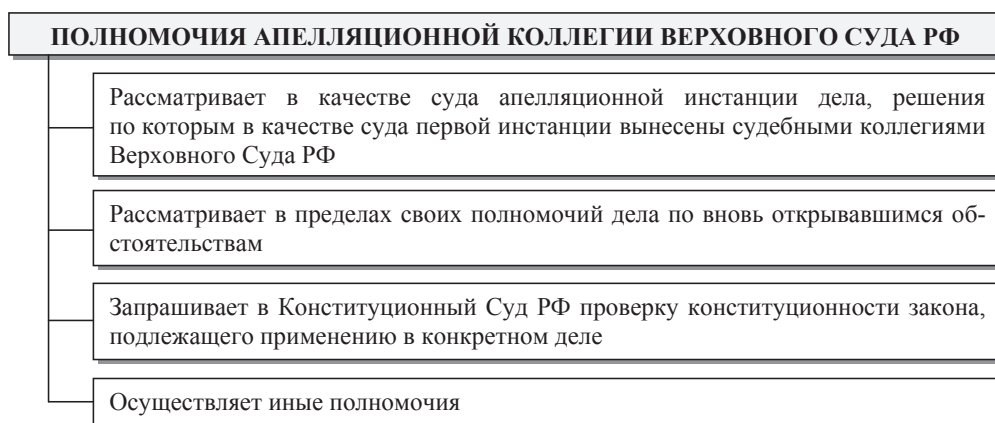 ПОЛНОМОЧИЯ АПЕЛЛЯЦИОННОЙ КОЛЛЕГИИ ВЕРХОВНОГО СУДА РФ
Рассматривает в качестве суда апелляционной инстанции дела, решения
по которым в качестве суда первой инстанции вынесены судебными коллегиями
Верховного Суда РФ
Рассматривает в пределах своих полномочий дела по вновь открывавшимся об-
стоятельствам
Запрашивает в Конституционный Суд РФ проверку конституционности закона,
подлежащего применению в конкретном деле
Осуществляет иные полномочия